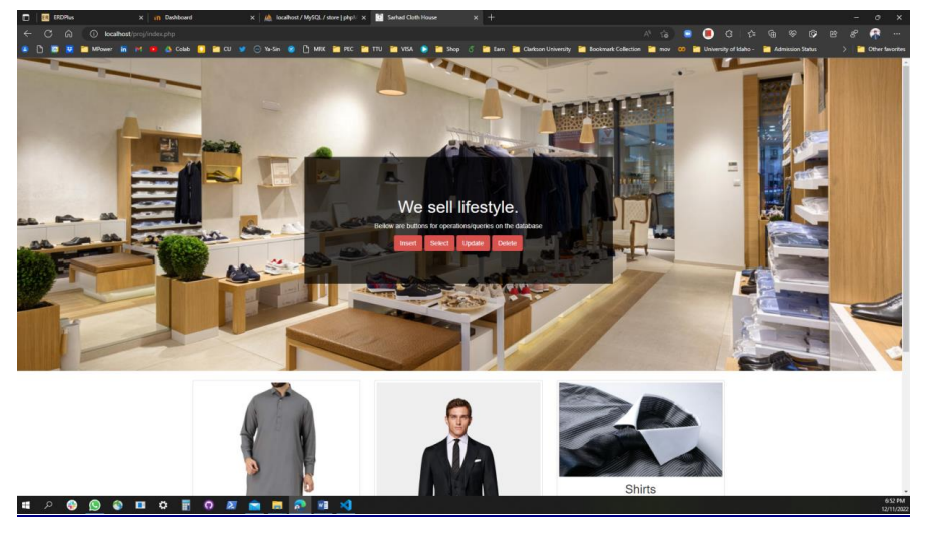 ERDPlus
Dashboard
localhost / MySQL / store | phpM
Sarhad Cloth House
localhost/proj/index.php
MPower
Colab
CU
Ya-Sin
MRK
PEC
TTU
VISA
Shop
Earn
Clarkson University
Bookmark Collection
mov
University of Idaho -
Admission Status
Other favorites
We sell lifestyle.
Below are buttons for operations/queries on the database
Insert Select Update Delete
Shirts
6:52 PM
12/11/2022